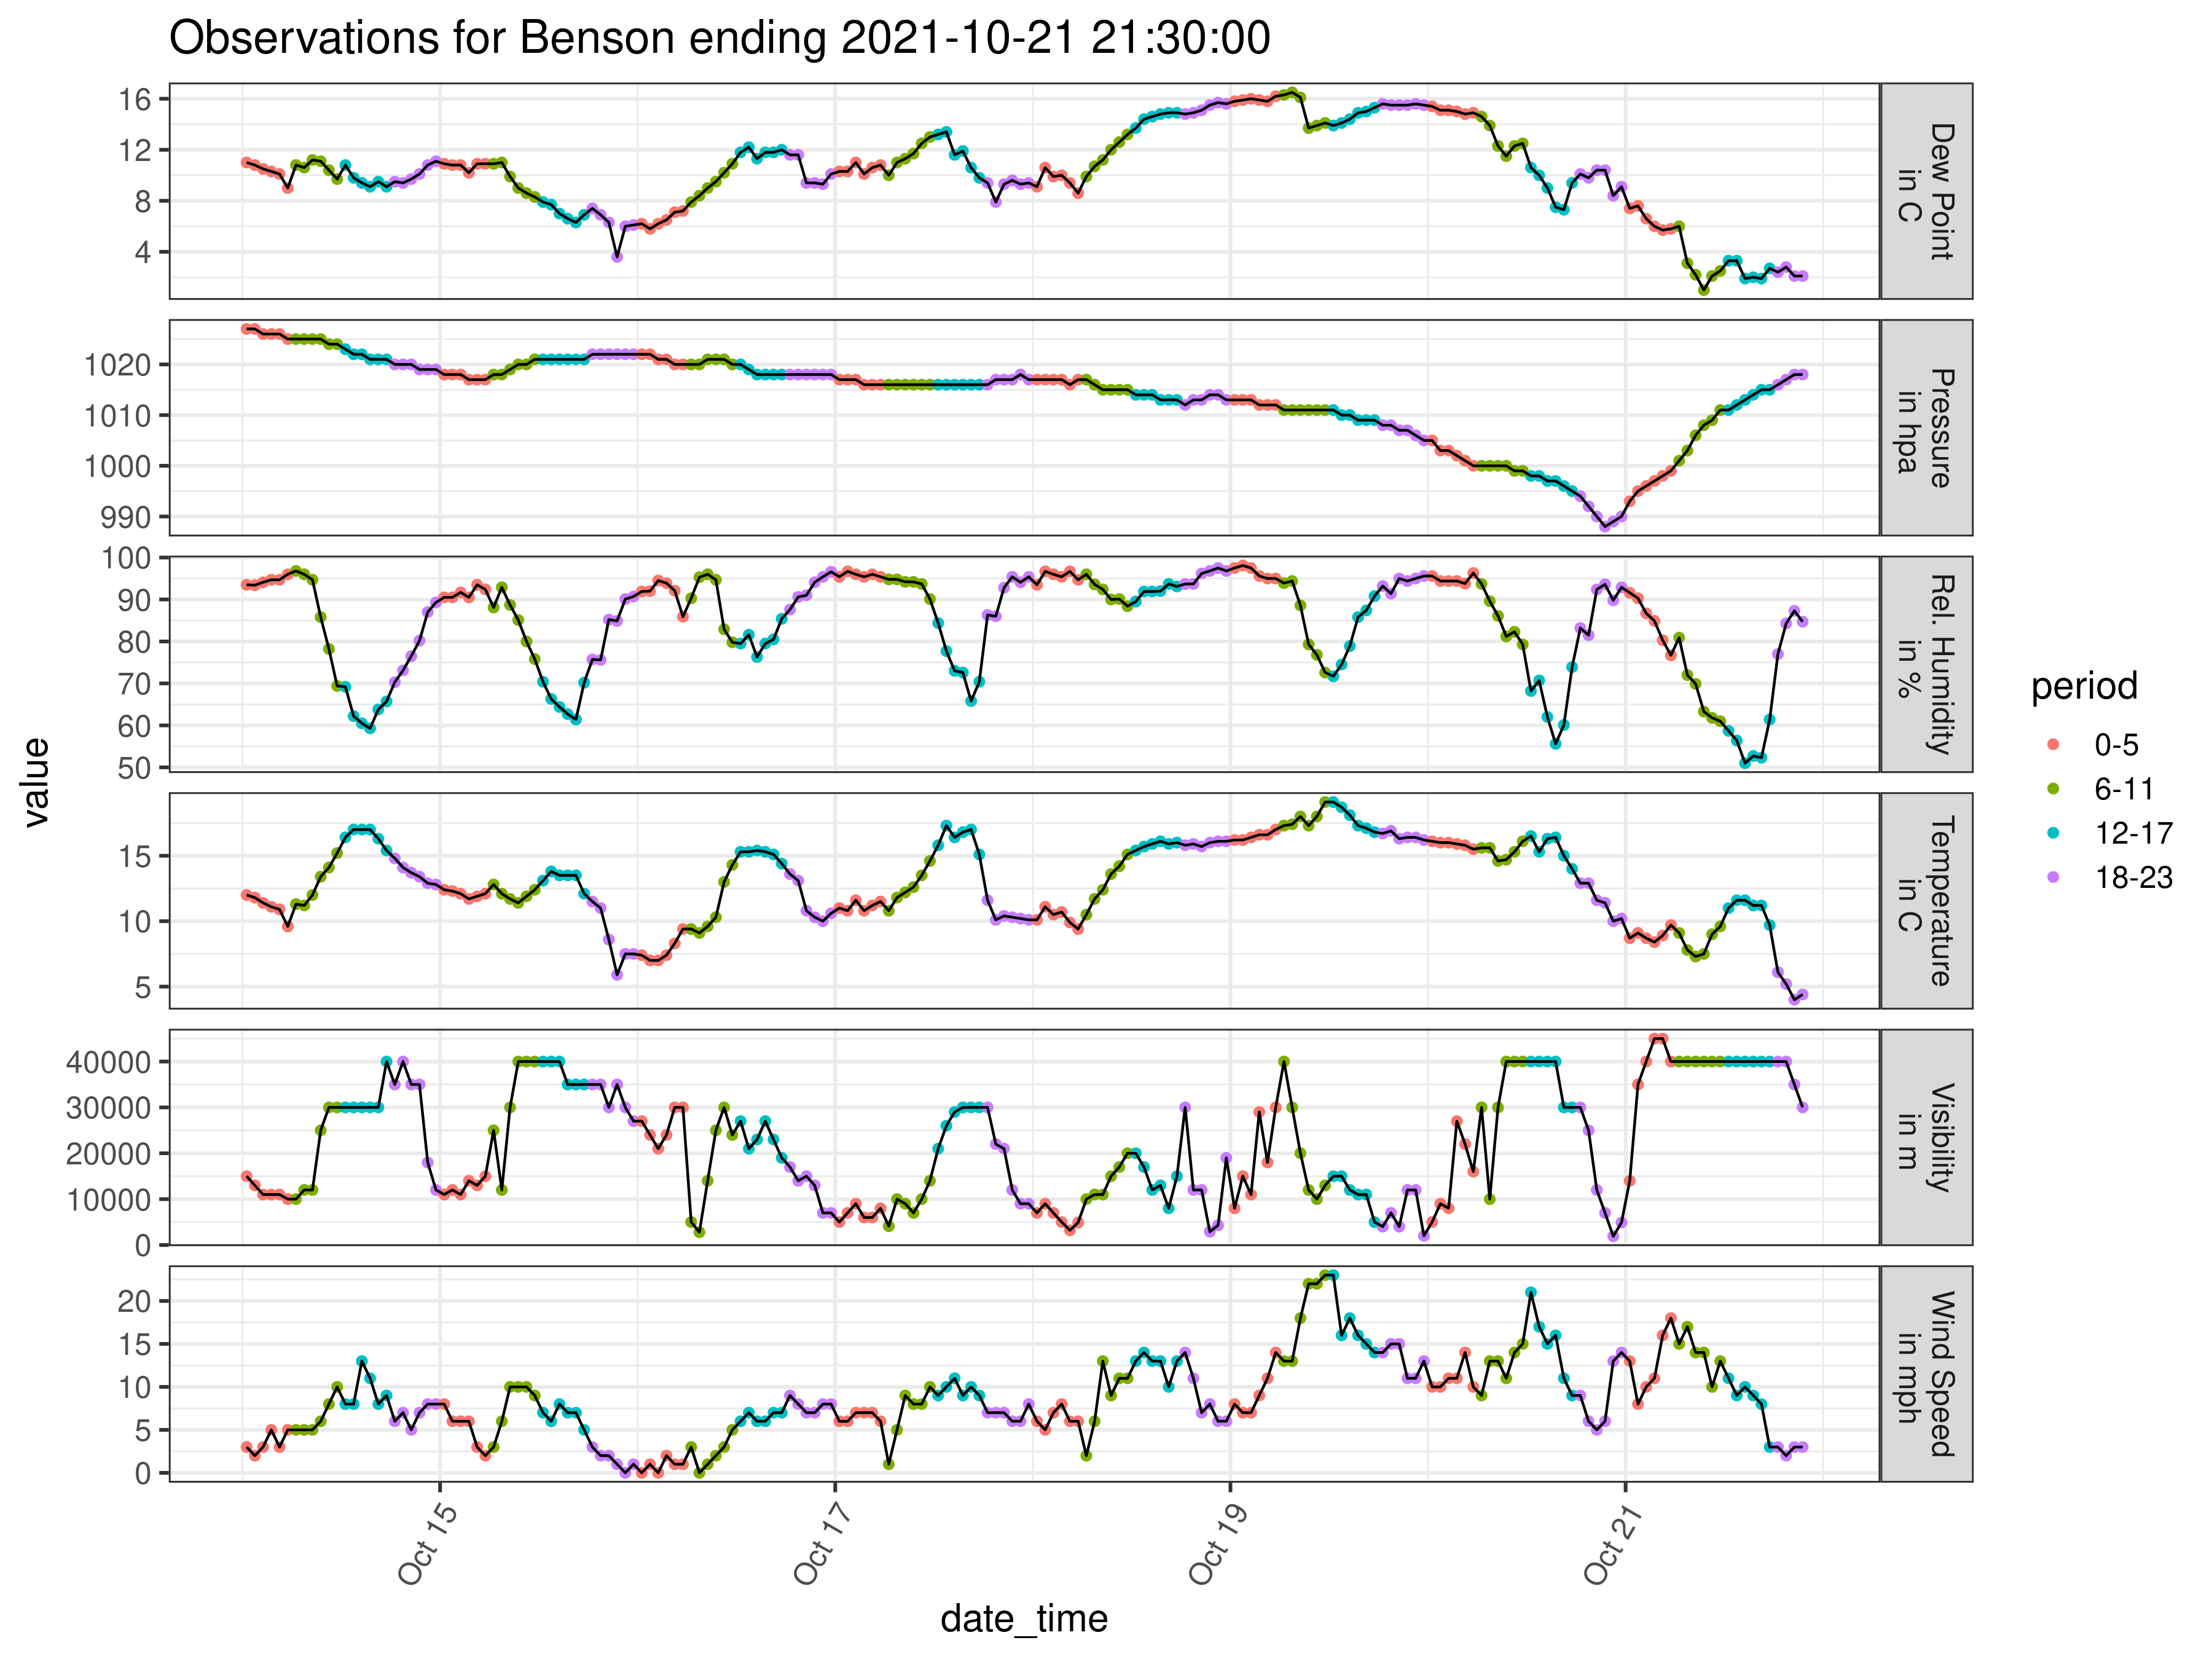 Observations for Benson ending 2021-10-21 21:30:00
value
16
12
8
4
Dew Point
in C
1020
1010
1000
990
Pressure
in hpa
100
90
80
70
60
50
Rel. Humidity
in %
15
10
5
Temperature
in C
40000
30000
20000
10000
0
Visibility
in m
20
15
10
5
0
Wind Speed
in mph
Oct 15
Oct 17
Oct 19
Oct 21
date_time
period
0-5
6-11
12-17
18-23